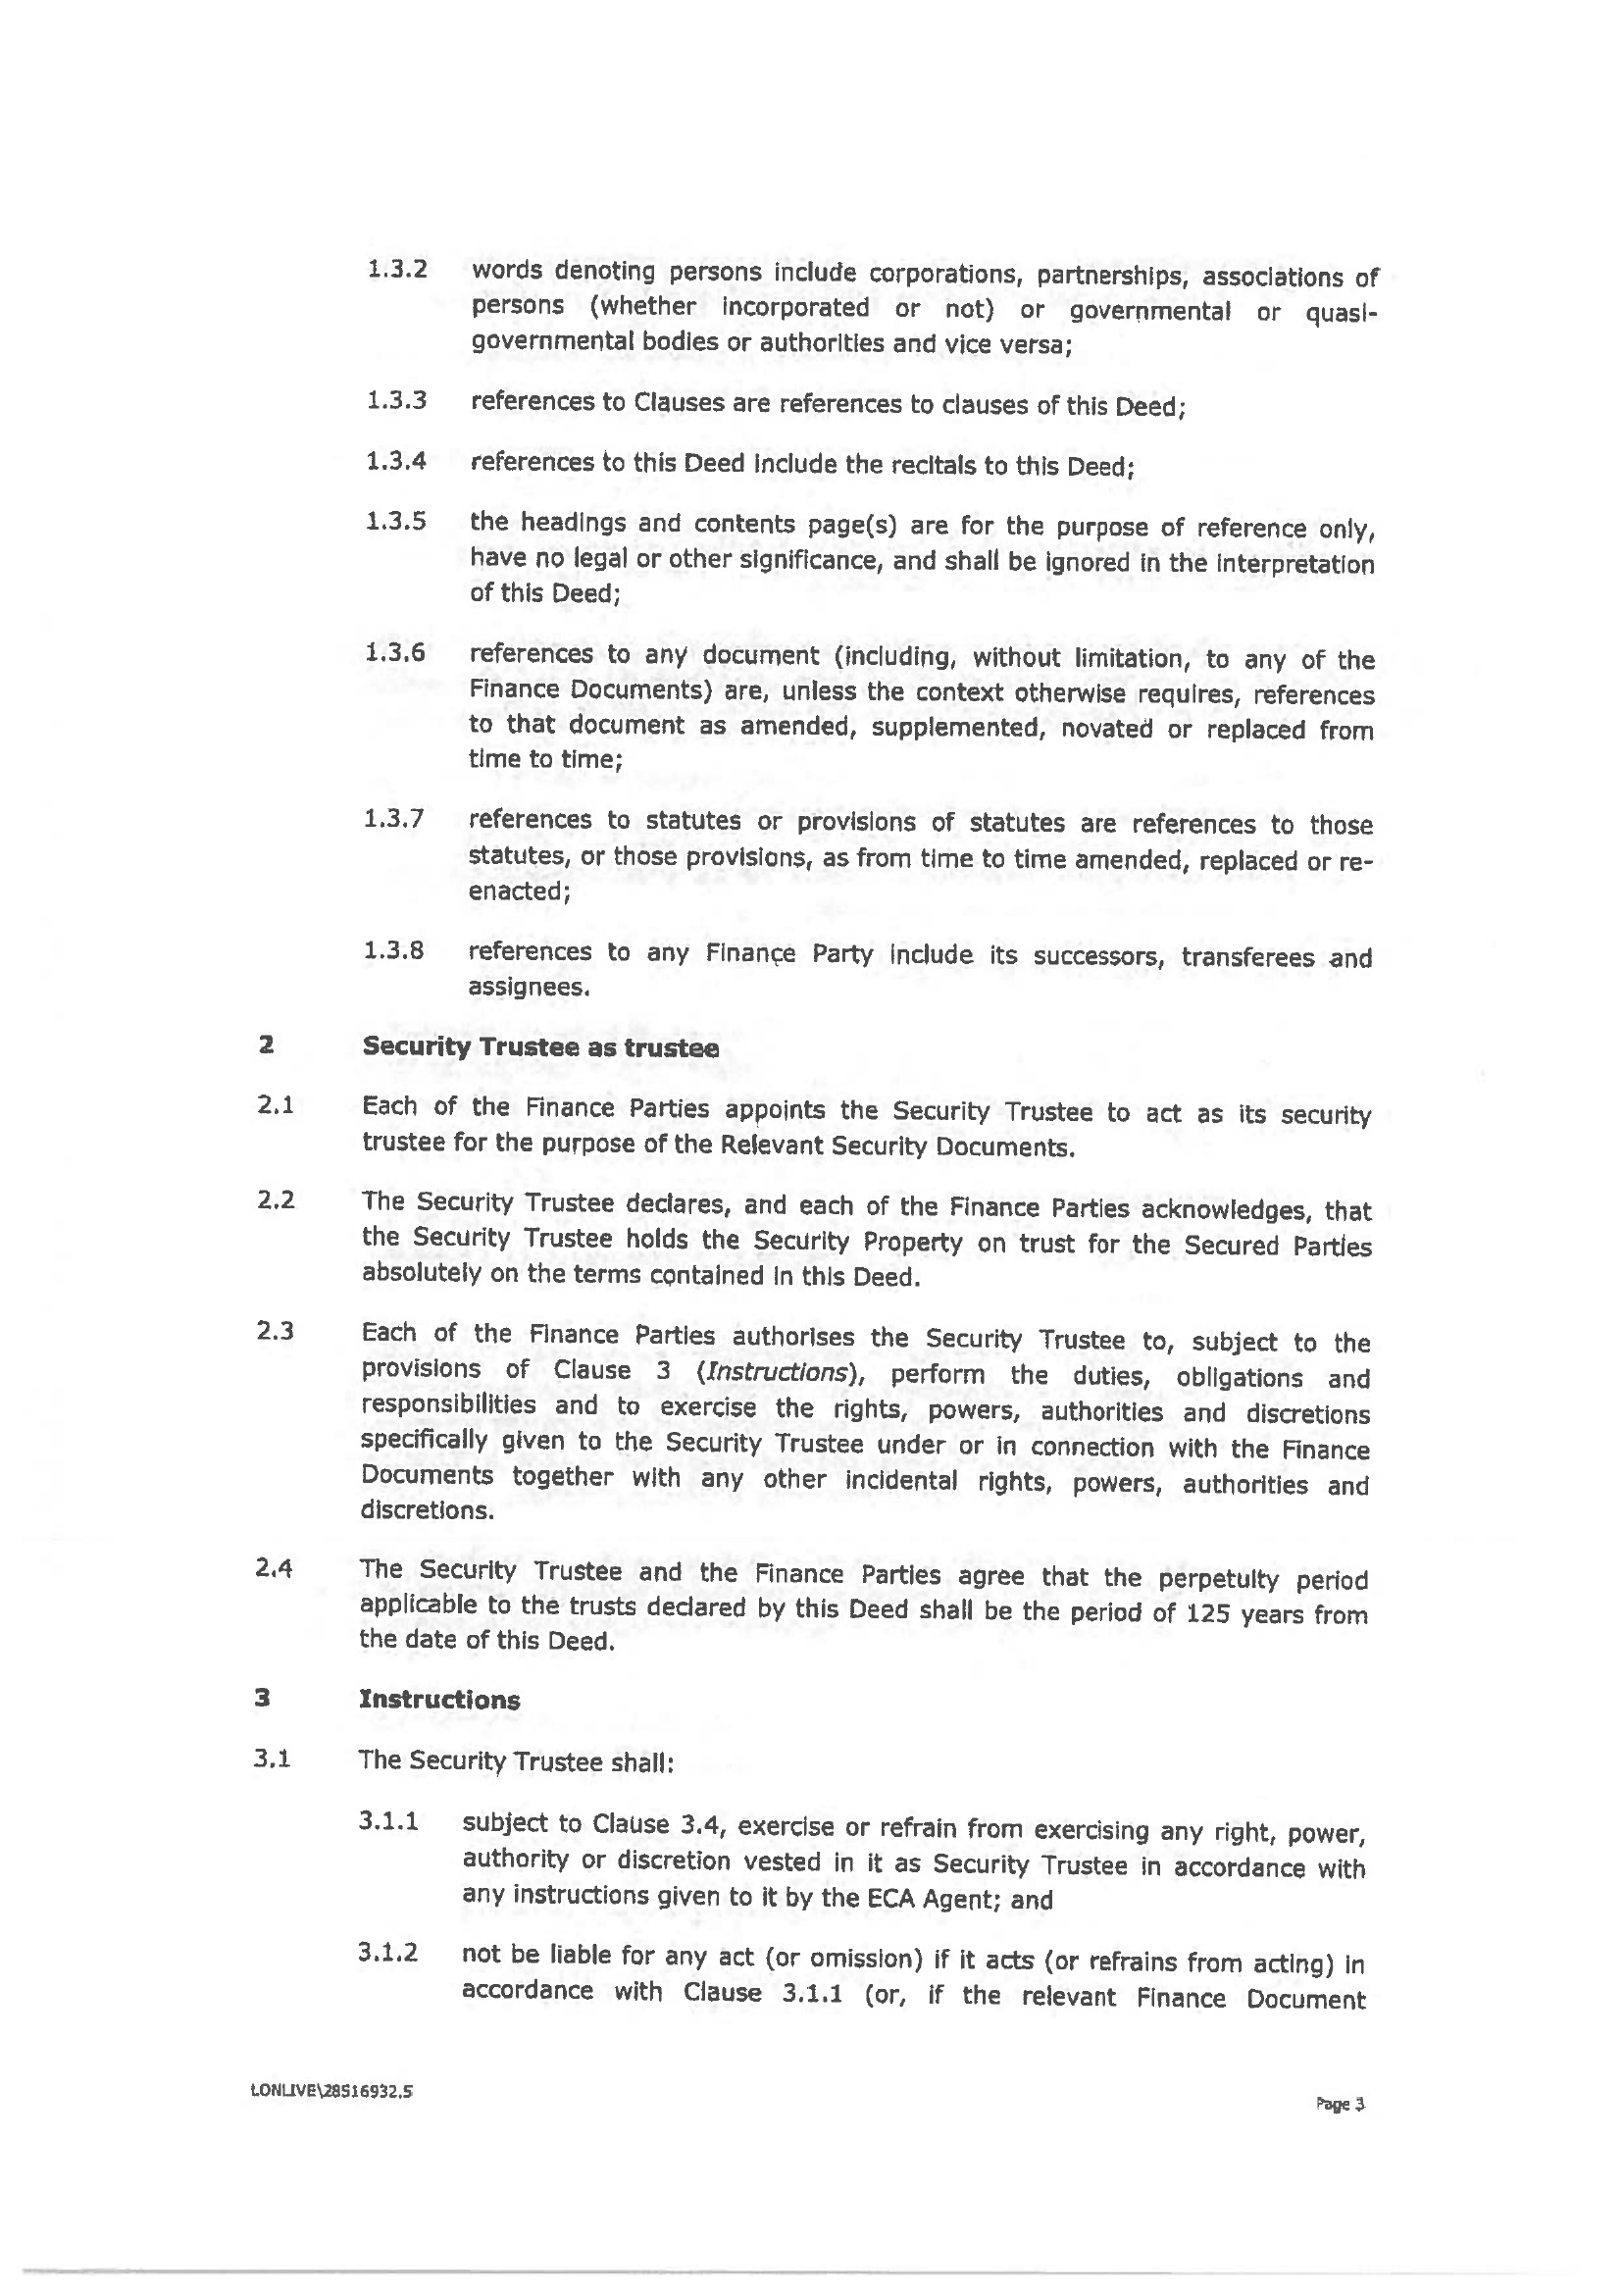 1.3.2 words denoting persons include corporations, partnerships, associations of
persons (whether incorporated or not) or governmental or quasi-
governmental bodies or authorities and vice versa;
1.3.3 references to Clauses are references to clauses of this Deed;
1.3.4 references to this Deed include the recitals to this Deed;
1.3.5 the headings and contents page(s) are for the purpose of reference only,
have no legal or other significance, and shall be ignored in the interpretation
of this Deed;
1.3.6 references to any document (including, without limitation, to any of the
Finance Documents) are, unless the context otherwise requires, references
to that document as amended, supplemented, novated or replaced from
time to time;
1.3.7 references to statutes or provisions of statutes are references to those
statutes, or those provisions, as from time to time amended, replaced or re-
enacted;
1.3.8 references to any Finance Party include its successors, transferees and
assignees.
2 Security Trustee as trustee
2.1 Each of the Finance Parties appoints the Security Trustee to act as its security
trustee for the purpose of the Relevant Security Documents.
2.2 The Security Trustee declares, and each of the Finance Parties acknowledges, that
the Security Trustee holds the Security Property on trust for the Secured Parties
absolutely on the terms contained in this Deed.
2.3 Each of the Finance Parties authorises the Security Trustee to, subject to the
provisions of Clause 3 (Instructions), perform the duties, obligations and
responsibilities and to exercise the rights, powers, authorities and discretions
specifically given to the Security Trustee under or in connection with the Finance
Documents together with any other incidental rights, powers, authorities and
discretions.
2.4 The Security Trustee and the Finance Parties agree that the perpetuity period
applicable to the trusts declared by this Deed shall be the period of 125 years from
the date of this Deed.
3 Instructions
3.1 The Security Trustee shall:
3.1.1 subject to Clause 3.4, exercise or refrain from exercising any right, power,
authority or discretion vested in it as Security Trustee in accordance with
any instructions given to it by the ECA Agent; and
3.1.2 not be liable for any act (or omission) if it acts (or refrains from acting) in
accordance with Clause 3.1.1 (or, if the relevant Finance Document
LONLIVE\28516932.5
Page 3